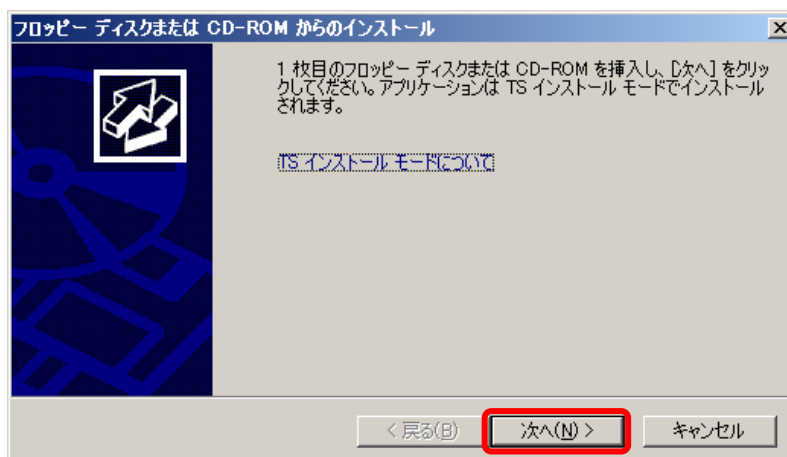 フロッピー ディスクまたは CD-ROM からのインストール
1 枚目のフロッピー ディスクまたは CD-ROM を挿入し、[次へ] をクリッ
クしてください。アプリケーションは TS インストール モードでインストール
されます。
TS インストール モードについて
< 戻る(B)
次へ(N) >
キャンセル